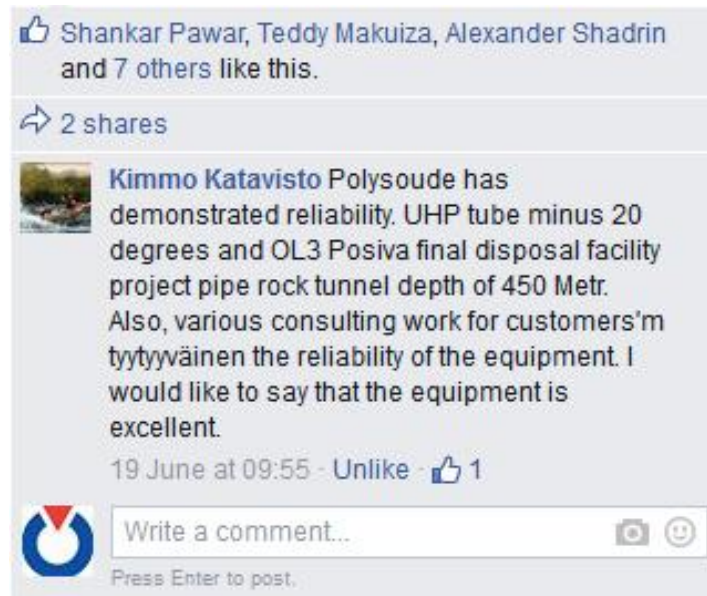 Shankar Pawar, Teddy Makuiza, Alexander Shadrin
and 7 others like this.
2 shares
Kimmo Katavisto Polysoude has
demonstrated reliability. UHP tube minus 20
degrees and OL3 Posiva final disposal facility
project pipe rock tunnel depth of 450 Metr.
Also, various consulting work for customers'm
tyytyyväinen the reliability of the equipment. I
would like to say that the equipment is
excellent.
19 June at 09:55 · Unlike · 1
Write a comment...
Press Enter to post.